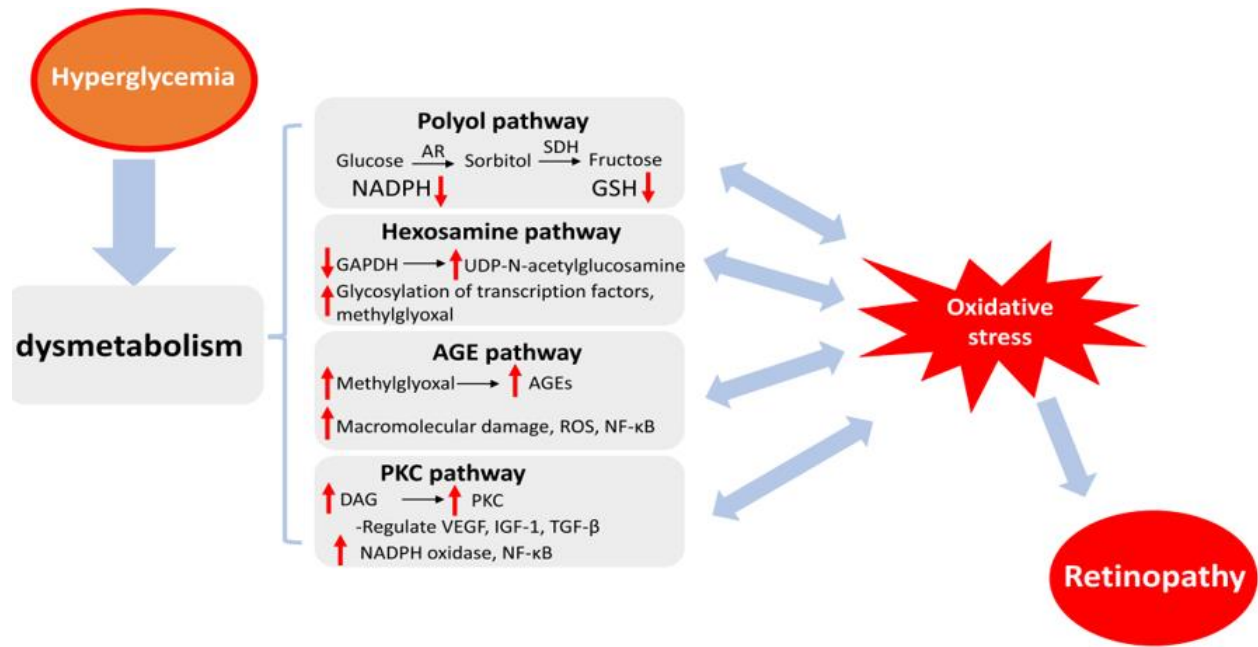 Hyperglycemia
dysmetabolism
Polyol pathway
Glucose AR Sorbitol SDH Fructose
NADPH GSH
Hexosamine pathway
GAPDH UDP-N-acetylglucosamine
Glycosylation of transcription factors,
methylglyoxal
AGE pathway
Methylglyoxal AGEs
Macromolecular damage, ROS, NF-κB
PKC pathway
DAG PKC
-Regulate VEGF, IGF-1, TGF-β
NADPH oxidase, NF-κB
Oxidative
stress
Retinopathy